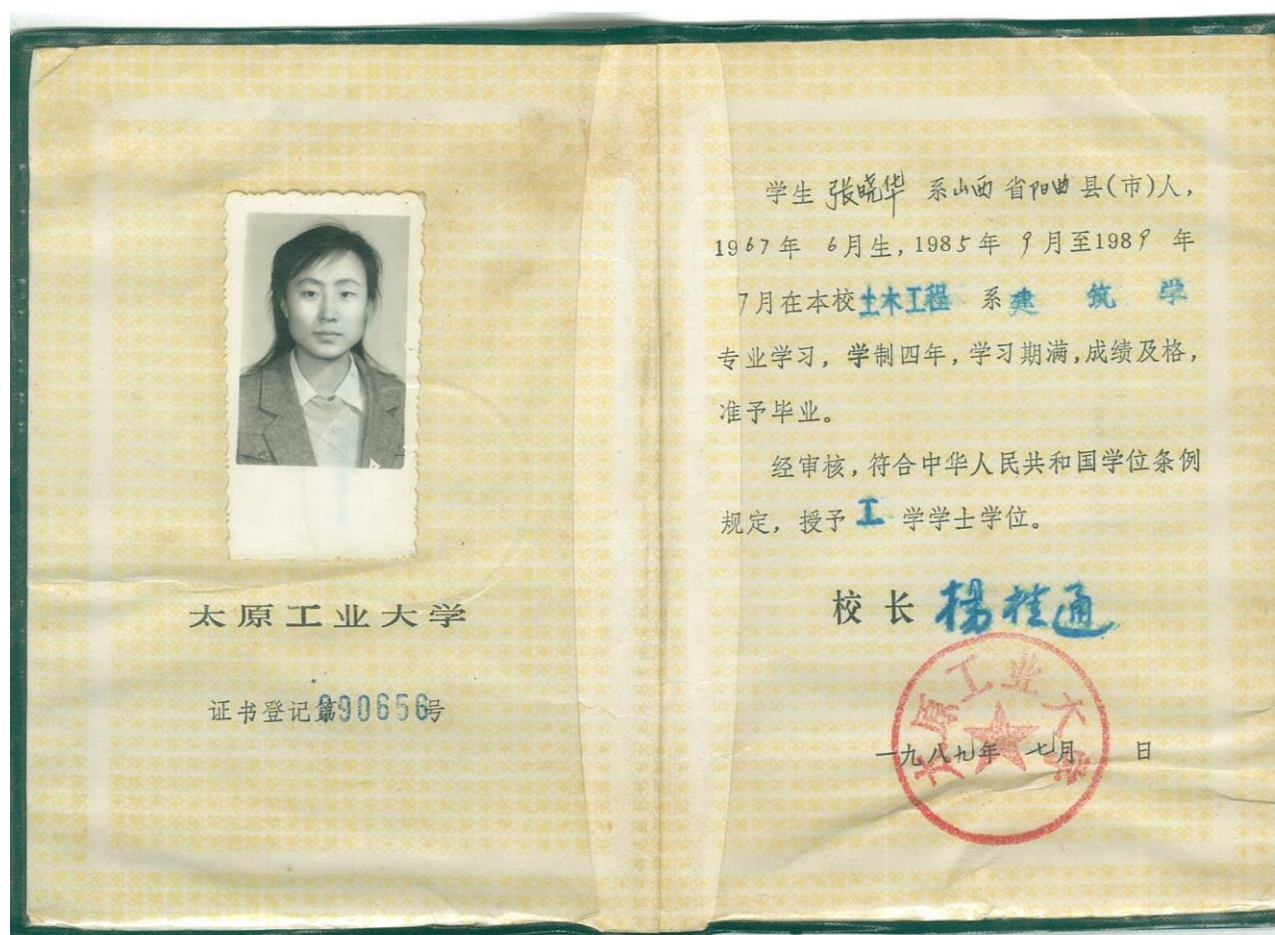 太原工业大学
证书登记第890656号
学生 张晓华 系山西省阳曲县(市)人,
1967年 6月生,1985年 9月至1989年
7月在本校土木工程 系建筑学
专业学习,学制四年,学习期满,成绩及格,
准予毕业。
经审核,符合中华人民共和国学位条例
规定,授予工学学士学位。
校长 杨桂通
太原工业大学
一九八九年 七月 日